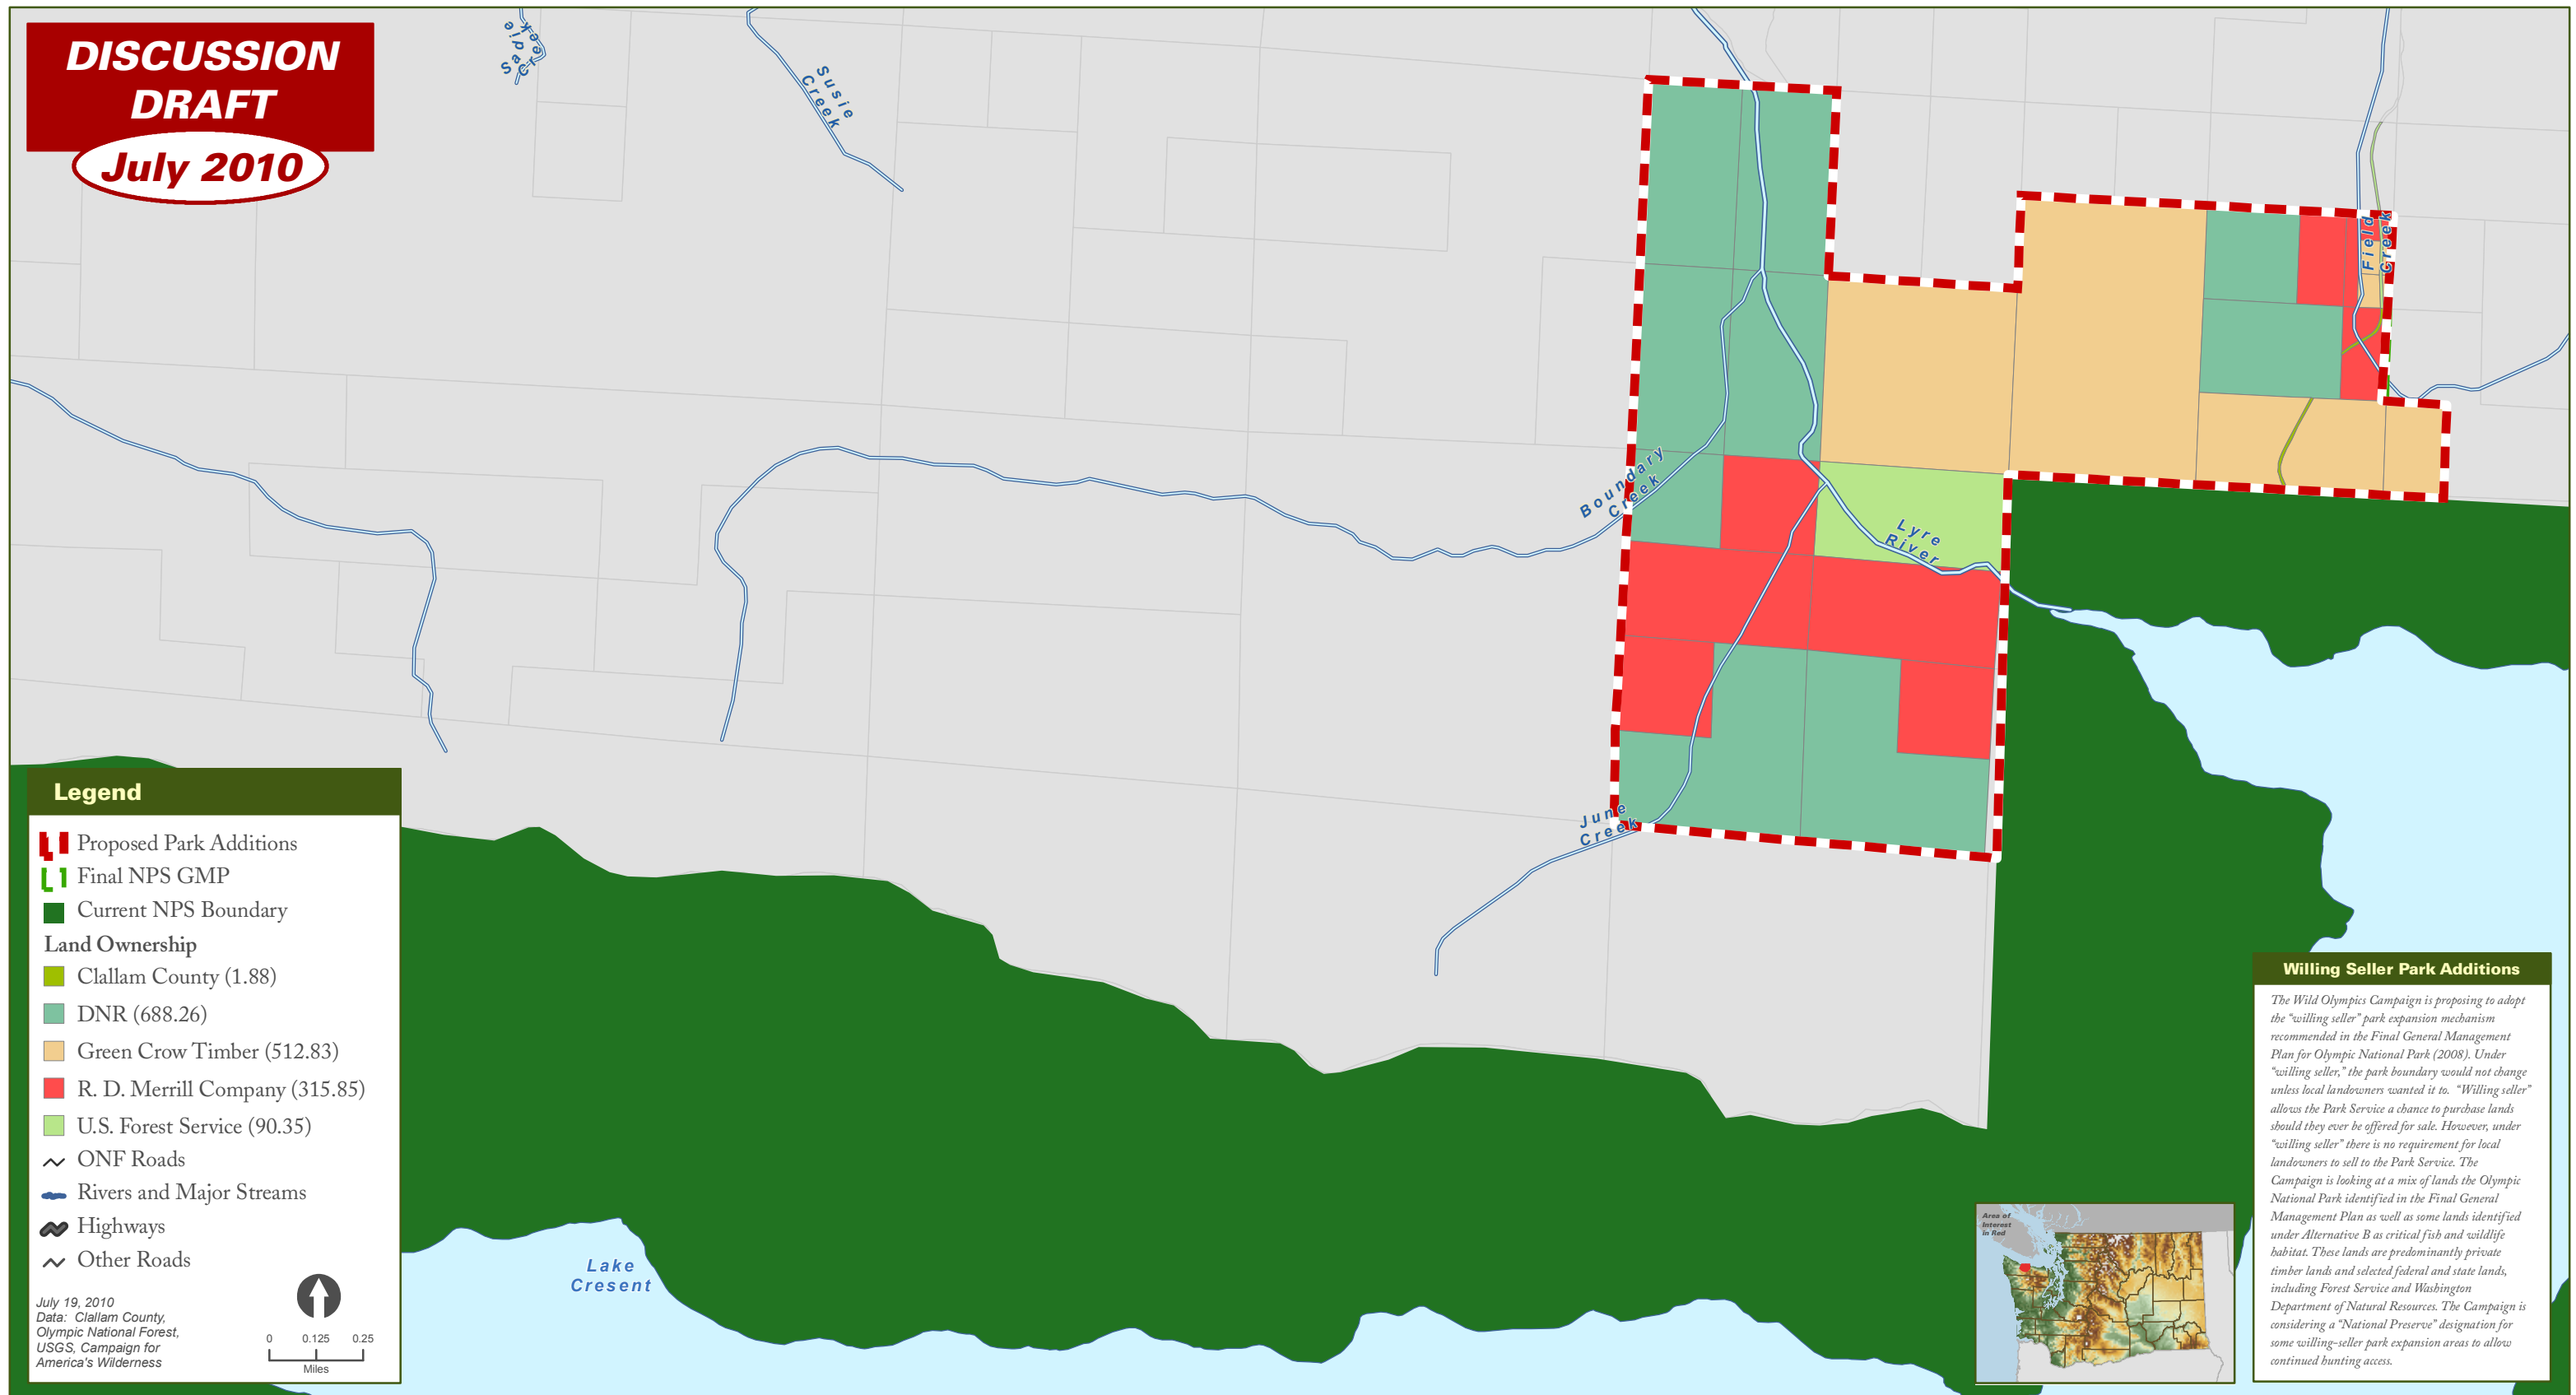 DISCUSSION
DRAFT
July 2010
Sadie
Creek
Susie
Creek
Field
Creek
Boundary
Creek
Lyre
River
June
Creek
Lake
Cresent
Legend
Proposed Park Additions
Final NPS GMP
Current NPS Boundary
Land Ownership
Clallam County (1.88)
DNR (688.26)
Green Crow Timber (512.83)
R. D. Merrill Company (315.85)
U.S. Forest Service (90.35)
ONF Roads
Rivers and Major Streams
Highways
Other Roads
July 19, 2010
Data: Clallam County,
Olympic National Forest,
USGS, Campaign for
America's Wilderness
0 0.125 0.25
Miles
Area of
Interest
in Red
Willing Seller Park Additions
The Wild Olympics Campaign is proposing to adopt
the “willing seller” park expansion mechanism
recommended in the Final General Management
Plan for Olympic National Park (2008). Under
“willing seller,” the park boundary would not change
unless local landowners wanted it to. “Willing seller”
allows the Park Service a chance to purchase lands
should they ever be offered for sale. However, under
“willing seller” there is no requirement for local
landowners to sell to the Park Service. The
Campaign is looking at a mix of lands the Olympic
National Park identified in the Final General
Management Plan as well as some lands identified
under Alternative B as critical fish and wildlife
habitat. These lands are predominantly private
timber lands and selected federal and state lands,
including Forest Service and Washington
Department of Natural Resources. The Campaign is
considering a “National Preserve” designation for
some willing-seller park expansion areas to allow
continued hunting access.